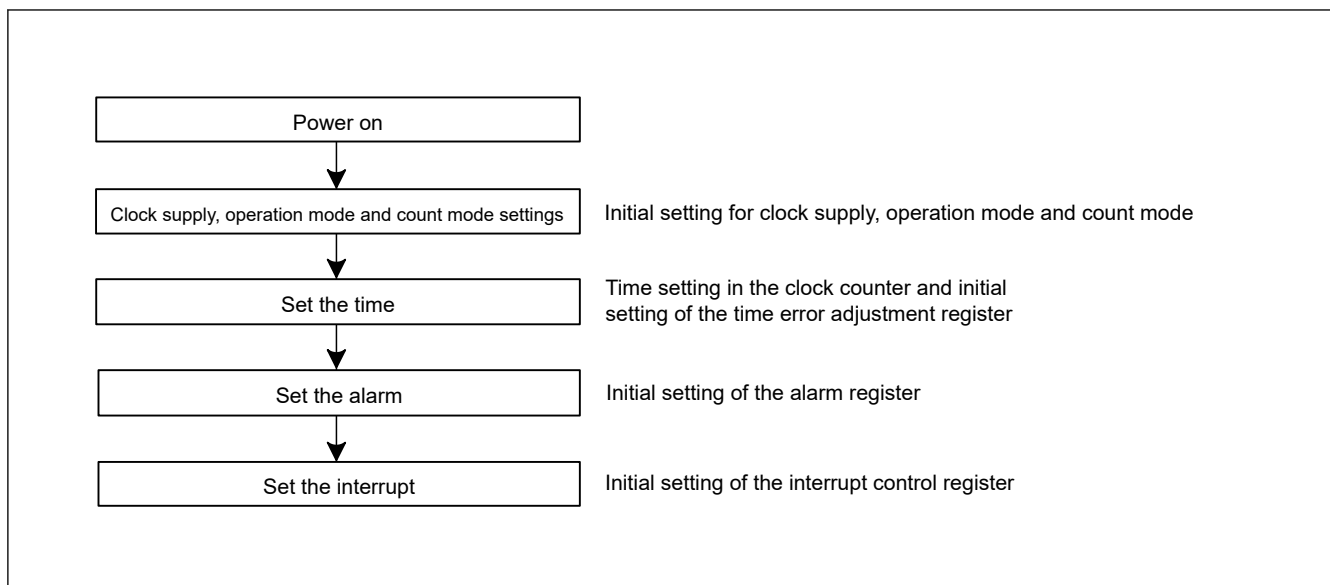 Power on
Clock supply, operation mode and count mode settings
Initial setting for clock supply, operation mode and count mode
Set the time
Time setting in the clock counter and initial
setting of the time error adjustment register
Set the alarm
Initial setting of the alarm register
Set the interrupt
Initial setting of the interrupt control register